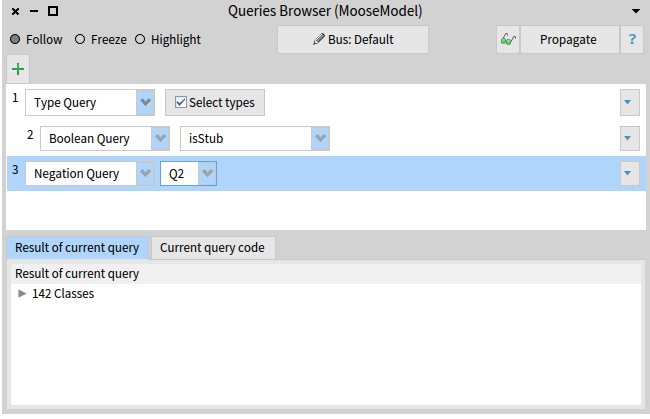 Queries Browser (MooseModel)
Follow Freeze Highlight Bus: Default Propagate ?
+
1 Type Query Select types
2 Boolean Query isStub
3 Negation Query Q2
Result of current query Current query code
Result of current query
142 Classes